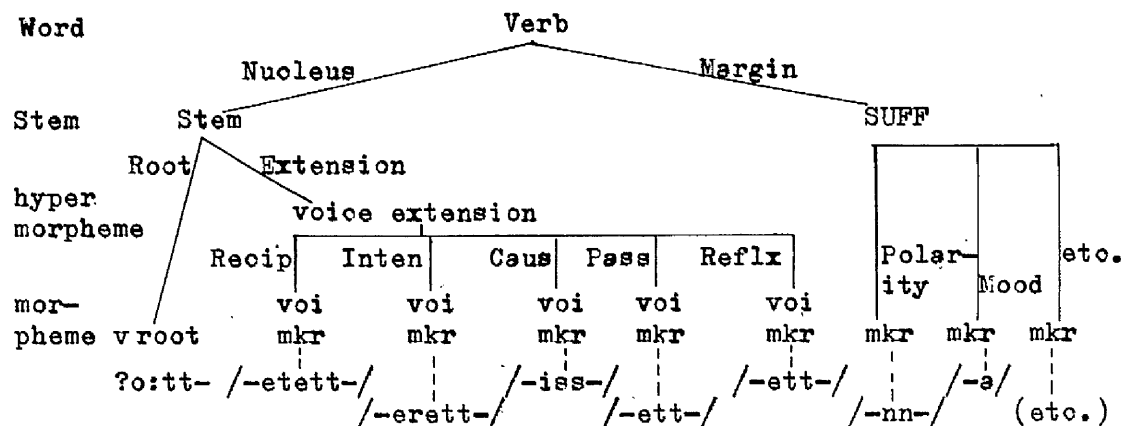 Word Verb
Nucleus Margin
Stem Stem SUFF
Root Extension
hyper
morpheme voice extension
Recip Inten Caus Pass Reflx Polar- etc.
ity Mood
mor- voi voi voi voi voi
pheme v root mkr mkr mkr mkr mkr mkr mkr mkr
?o:tt- /-etett-/ /-iss-/ /-ett-/ /-a/
/-erett-/ /-ett-/ /-nn-/ (etc.)